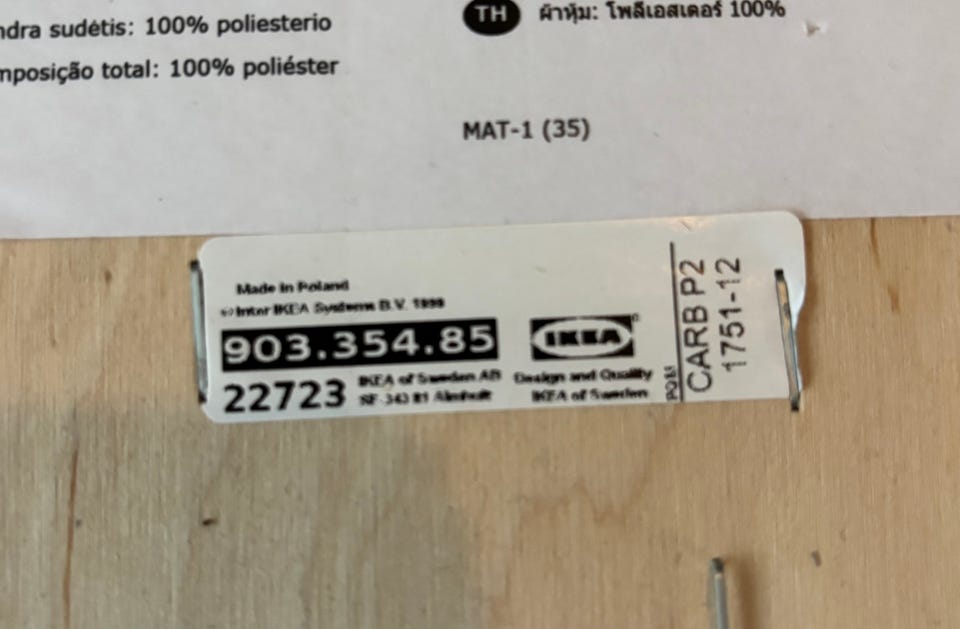 ndra sudėtis: 100% poliesterio
mposição total: 100% poliéster
TH ผ้าหุ้ม: โพลีเอสเตอร์ 100%
MAT-1 (35)
Made in Poland
Inter IKEA Systems B.V. 1999
903.354.85
22723
IKEA of Sweden AB
SF-343 81 Älmhult
IKEA®
Design and Quality
IKEA of Sweden
CARB P2
1751-12